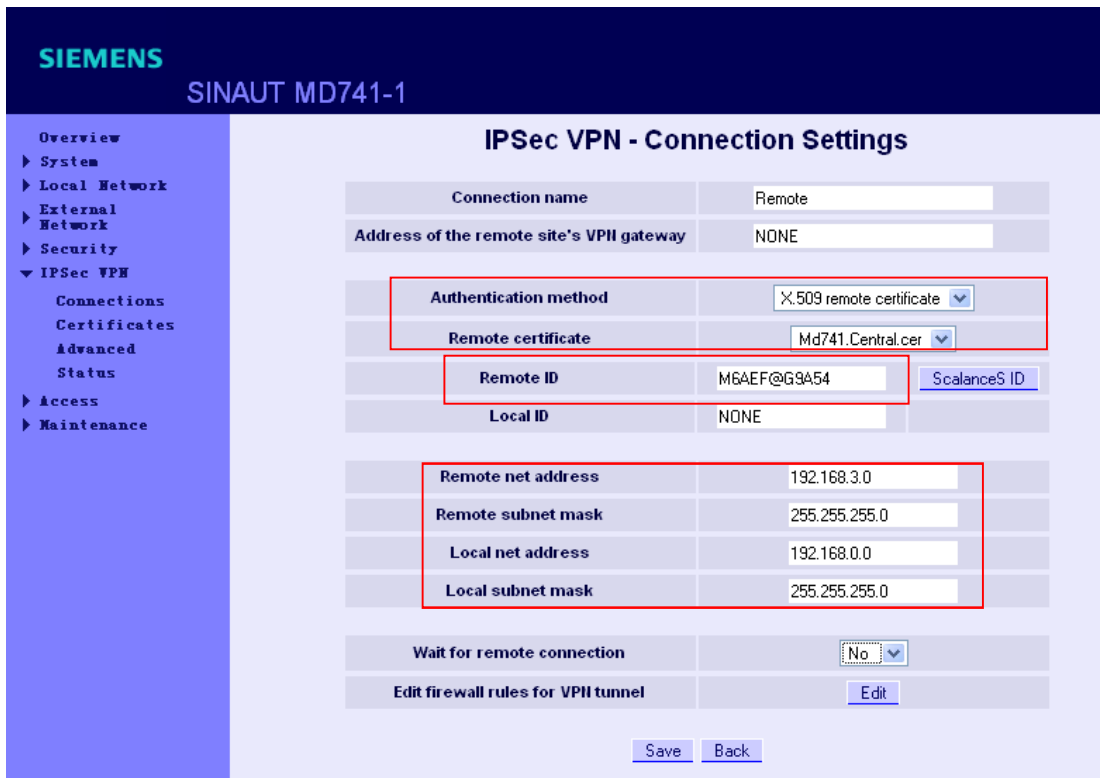 SIEMENS
SINAUT MD741-1
Overview
System
Local Network
External
Network
Security
IPSec VPN
Connections
Certificates
Advanced
Status
Access
Maintenance
IPSec VPN - Connection Settings
Connection name Remote
Address of the remote site's VPN gateway NONE
Authentication method X.509 remote certificate
Remote certificate Md741.Central.cer
Remote ID M6AEF@G9A54 ScalanceS ID
Local ID NONE
Remote net address 192.168.3.0
Remote subnet mask 255.255.255.0
Local net address 192.168.0.0
Local subnet mask 255.255.255.0
Wait for remote connection No
Edit firewall rules for VPN tunnel Edit
Save Back